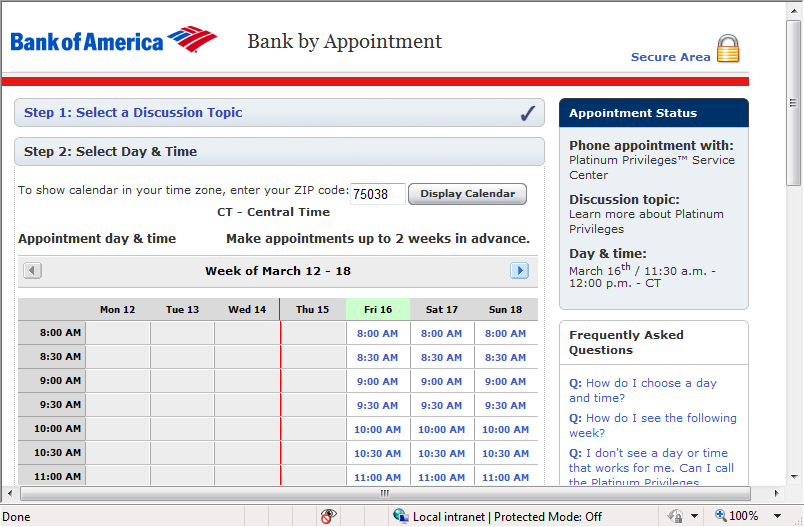 Bank of America
Bank by Appointment
Secure Area
Step 1: Select a Discussion Topic
Step 2: Select Day & Time
To show calendar in your time zone, enter your ZIP code: 75038 Display Calendar
CT - Central Time
Appointment day & time Make appointments up to 2 weeks in advance.
Week of March 12 - 18
Mon 12 Tue 13 Wed 14 Thu 15 Fri 16 Sat 17 Sun 18
8:00 AM 8:00 AM 8:00 AM 8:00 AM
8:30 AM 8:30 AM 8:30 AM 8:30 AM
9:00 AM 9:00 AM 9:00 AM 9:00 AM
9:30 AM 9:30 AM 9:30 AM 9:30 AM
10:00 AM 10:00 AM 10:00 AM 10:00 AM
10:30 AM 10:30 AM 10:30 AM 10:30 AM
11:00 AM 11:00 AM 11:00 AM 11:00 AM
Appointment Status
Phone appointment with:
Platinum Privileges™ Service
Center
Discussion topic:
Learn more about Platinum
Privileges
Day & time:
March 16th / 11:30 a.m. -
12:00 p.m. - CT
Frequently Asked
Questions
Q: How do I choose a day
and time?
Q: How do I see the following
week?
Q: I don't see a day or time
that works for me. Can I call
the Platinum Privileges
Done Local intranet | Protected Mode: Off 100%